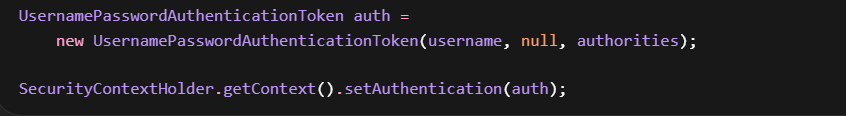 UsernamePasswordAuthenticationToken auth =
    new UsernamePasswordAuthenticationToken(username, null, authorities);
SecurityContextHolder.getContext().setAuthentication(auth);